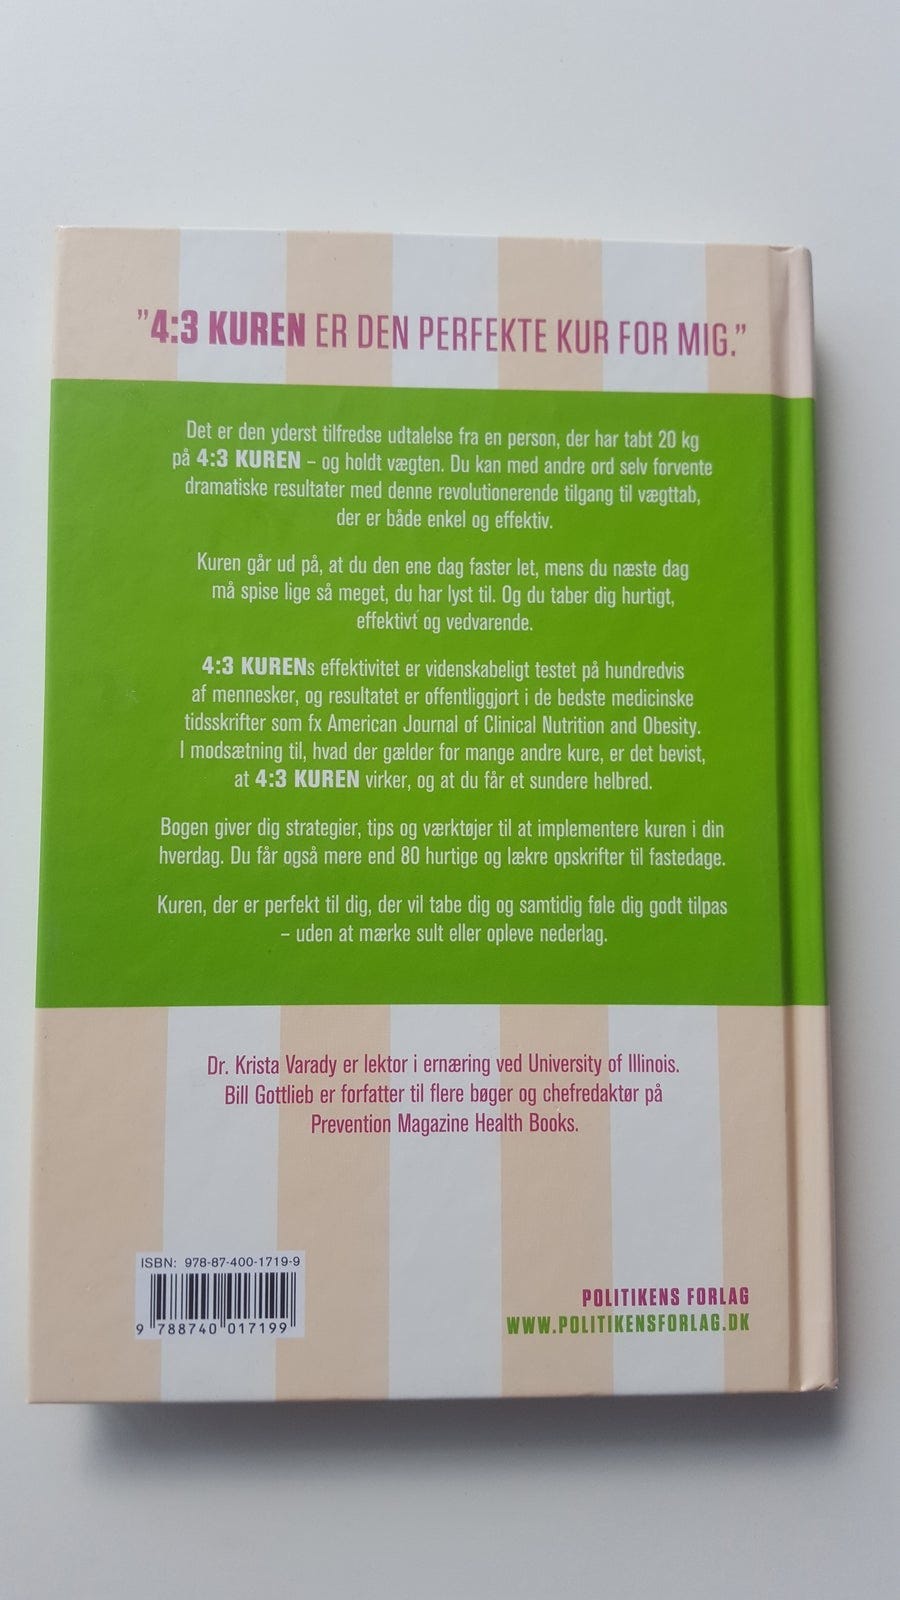 "4:3 KUREN ER DEN PERFEKTE KUR FOR MIG."
Det er den yderst tilfredse udtalelse fra en person, der har tabt 20 kg
på 4:3 KUREN – og holdt vægten. Du kan med andre ord selv forvente
dramatiske resultater med denne revolutionerende tilgang til vægttab,
der er både enkel og effektiv.
Kuren går ud på, at du den ene dag faster let, mens du næste dag
må spise lige så meget, du har lyst til. Og du taber dig hurtigt,
effektivt og vedvarende.
4:3 KURENs effektivitet er videnskabeligt testet på hundredvis
af mennesker, og resultatet er offentliggjort i de bedste medicinske
tidsskrifter som fx American Journal of Clinical Nutrition and Obesity.
I modsætning til, hvad der gælder for mange andre kure, er det bevist,
at 4:3 KUREN virker, og at du får et sundere helbred.
Bogen giver dig strategier, tips og værktøjer til at implementere kuren i din
hverdag. Du får også mere end 80 hurtige og lækre opskrifter til fastedage.
Kuren, der er perfekt til dig, der vil tabe dig og samtidig føle dig godt tilpas
– uden at mærke sult eller opleve nederlag.
Dr. Krista Varady er lektor i ernæring ved University of Illinois.
Bill Gottlieb er forfatter til flere bøger og chefredaktør på
Prevention Magazine Health Books.
ISBN: 978-87-400-1719-9
9 788740 017199
POLITIKENS FORLAG
WWW.POLITIKENSFORLAG.DK